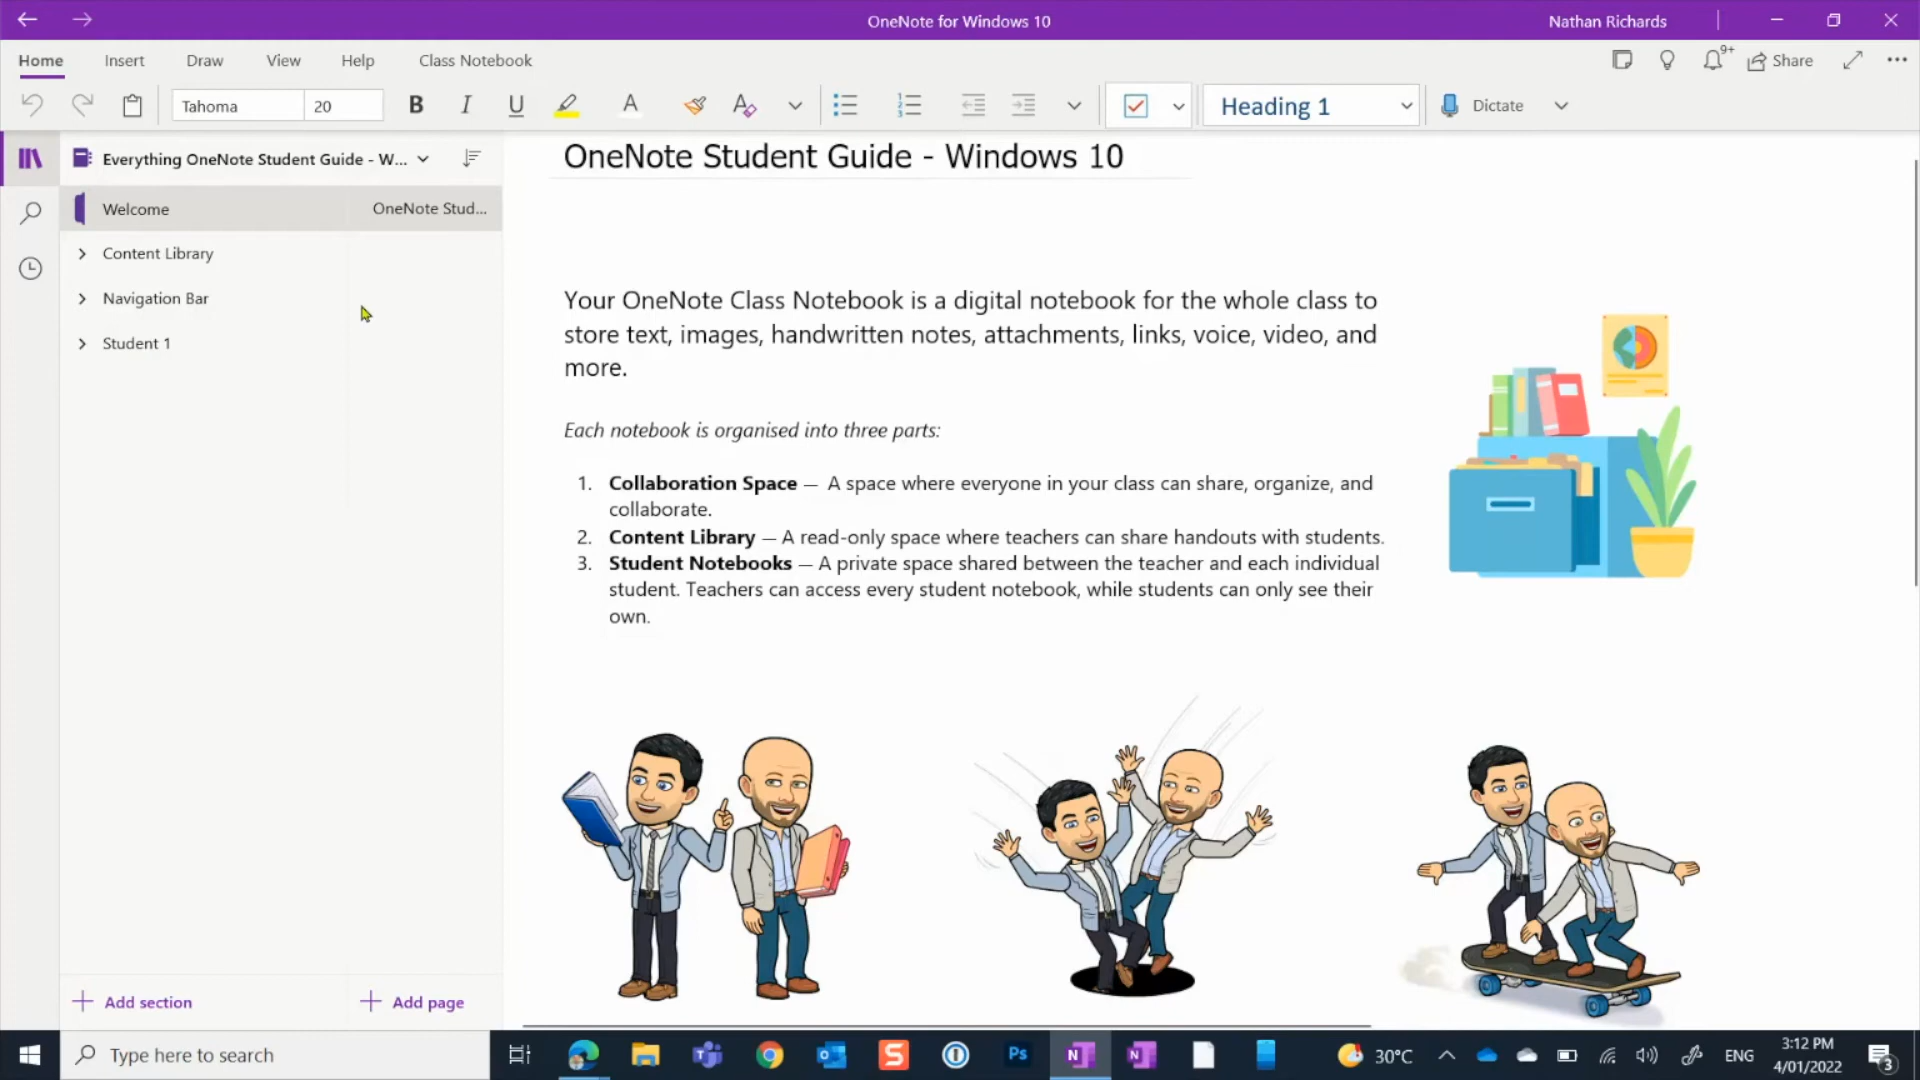 OneNote for Windows 10
Nathan Richards
Home
Insert
Draw
View
Help
Class Notebook
9+
Share
Tahoma
20
B
I
U
A
Heading 1
Dictate
Everything OneNote Student Guide - W...
Welcome
OneNote Stud...
Content Library
Navigation Bar
Student 1
Add section
Add page
OneNote Student Guide - Windows 10
Your OneNote Class Notebook is a digital notebook for the whole class to
store text, images, handwritten notes, attachments, links, voice, video, and
more.
Each notebook is organised into three parts:
1. Collaboration Space — A space where everyone in your class can share, organize, and
collaborate.
2. Content Library — A read-only space where teachers can share handouts with students.
3. Student Notebooks — A private space shared between the teacher and each individual
student. Teachers can access every student notebook, while students can only see their
own.
Type here to search
S
Ps
N
N
30°C
ENG
3:12 PM
4/01/2022
3